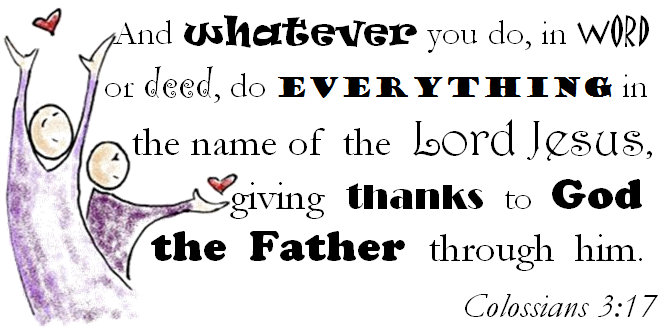 And whatever you do, in WORD
or deed, do EVERYTHING in
the name of the Lord Jesus,
giving thanks to God
the Father through him.
Colossians 3:17